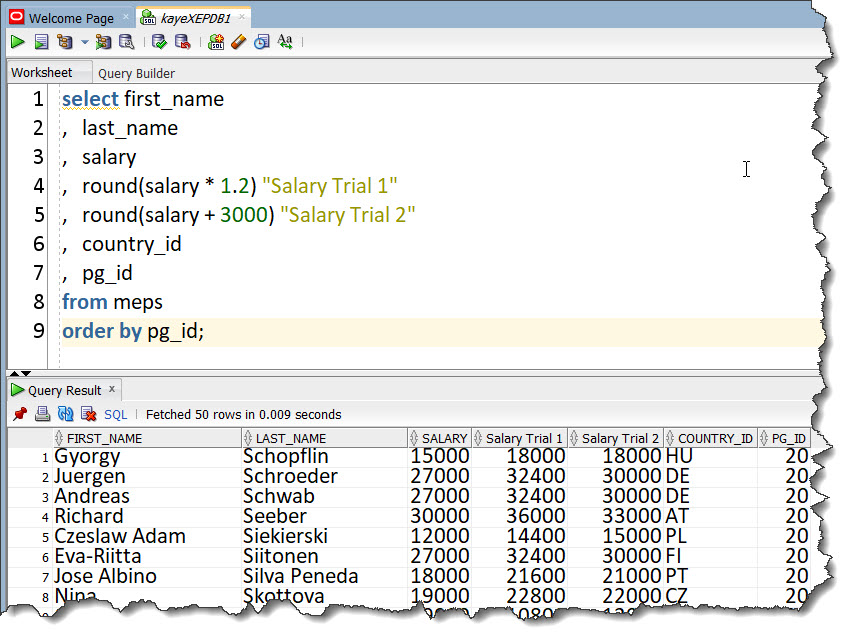 Welcome Page × kayeXEPDB1 ×
Worksheet Query Builder
1 select first_name
2 , last_name
3 , salary
4 , round(salary * 1.2) "Salary Trial 1"
5 , round(salary + 3000) "Salary Trial 2"
6 , country_id
7 , pg_id
8 from meps
9 order by pg_id;
Query Result ×
SQL | Fetched 50 rows in 0.009 seconds
FIRST_NAME LAST_NAME SALARY Salary Trial 1 Salary Trial 2 COUNTRY_ID PG_ID
1 Gyorgy Schopflin 15000 18000 18000 HU 20
2 Juergen Schroeder 27000 32400 30000 DE 20
3 Andreas Schwab 27000 32400 30000 DE 20
4 Richard Seeber 30000 36000 33000 AT 20
5 Czeslaw Adam Siekierski 12000 14400 15000 PL 20
6 Eva-Riitta Siitonen 27000 32400 30000 FI 20
7 Jose Albino Silva Peneda 18000 21600 21000 PT 20
8 Nina Skottova 19000 22800 22000 CZ 20